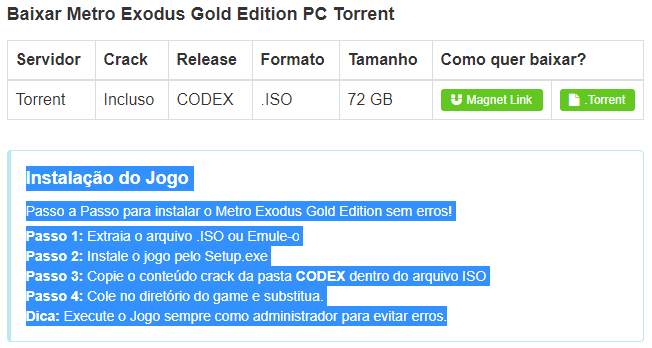 Baixar Metro Exodus Gold Edition PC Torrent
Servidor Crack Release Formato Tamanho Como quer baixar?
Torrent Incluso CODEX .ISO 72 GB Magnet Link .Torrent
Instalação do Jogo
Passo a Passo para instalar o Metro Exodus Gold Edition sem erros!
Passo 1: Extraia o arquivo .ISO ou Emule-o
Passo 2: Instale o jogo pelo Setup.exe
Passo 3: Copie o conteúdo crack da pasta CODEX dentro do arquivo ISO
Passo 4: Cole no diretório do game e substitua.
Dica: Execute o Jogo sempre como administrador para evitar erros.